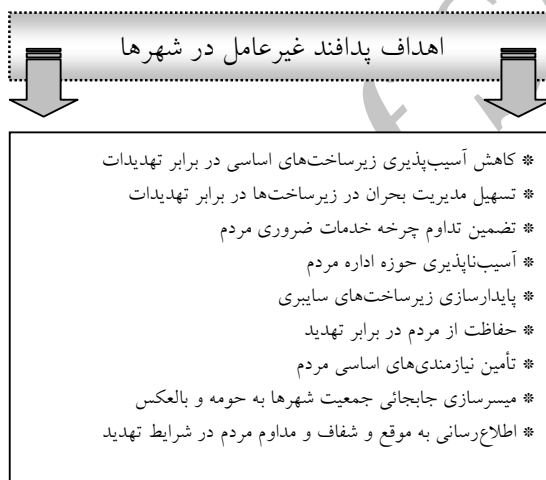 اهداف پدافند غیرعامل در شهرها
* کاهش آسیب‌پذیری زیرساخت‌های اساسی در برابر تهدیدات
* تسهیل مدیریت بحران در زیرساخت‌ها در برابر تهدیدات
* تضمین تداوم چرخه خدمات ضروری مردم
* آسیب‌ناپذیری حوزه اداره مردم
* پایدارسازی زیرساخت‌های سایبری
* حفاظت از مردم در برابر تهدید
* تأمین نیازمندی‌های اساسی مردم
* میسرسازی جابجائی جمعیت شهرها به حومه و بالعکس
* اطلاع‌رسانی به موقع و شفاف و مداوم مردم در شرایط تهدید